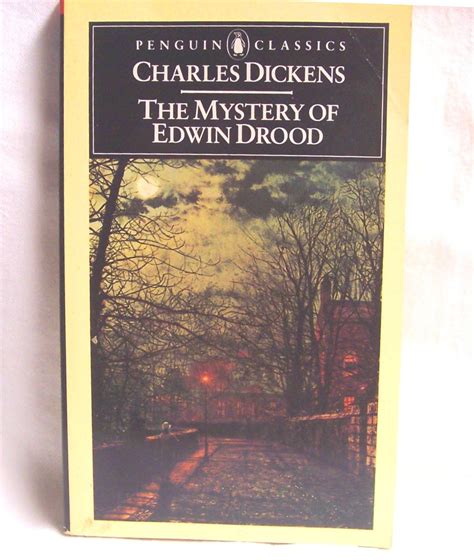 PENGUIN CLASSICS
CHARLES DICKENS
THE MYSTERY OF
EDWIN DROOD